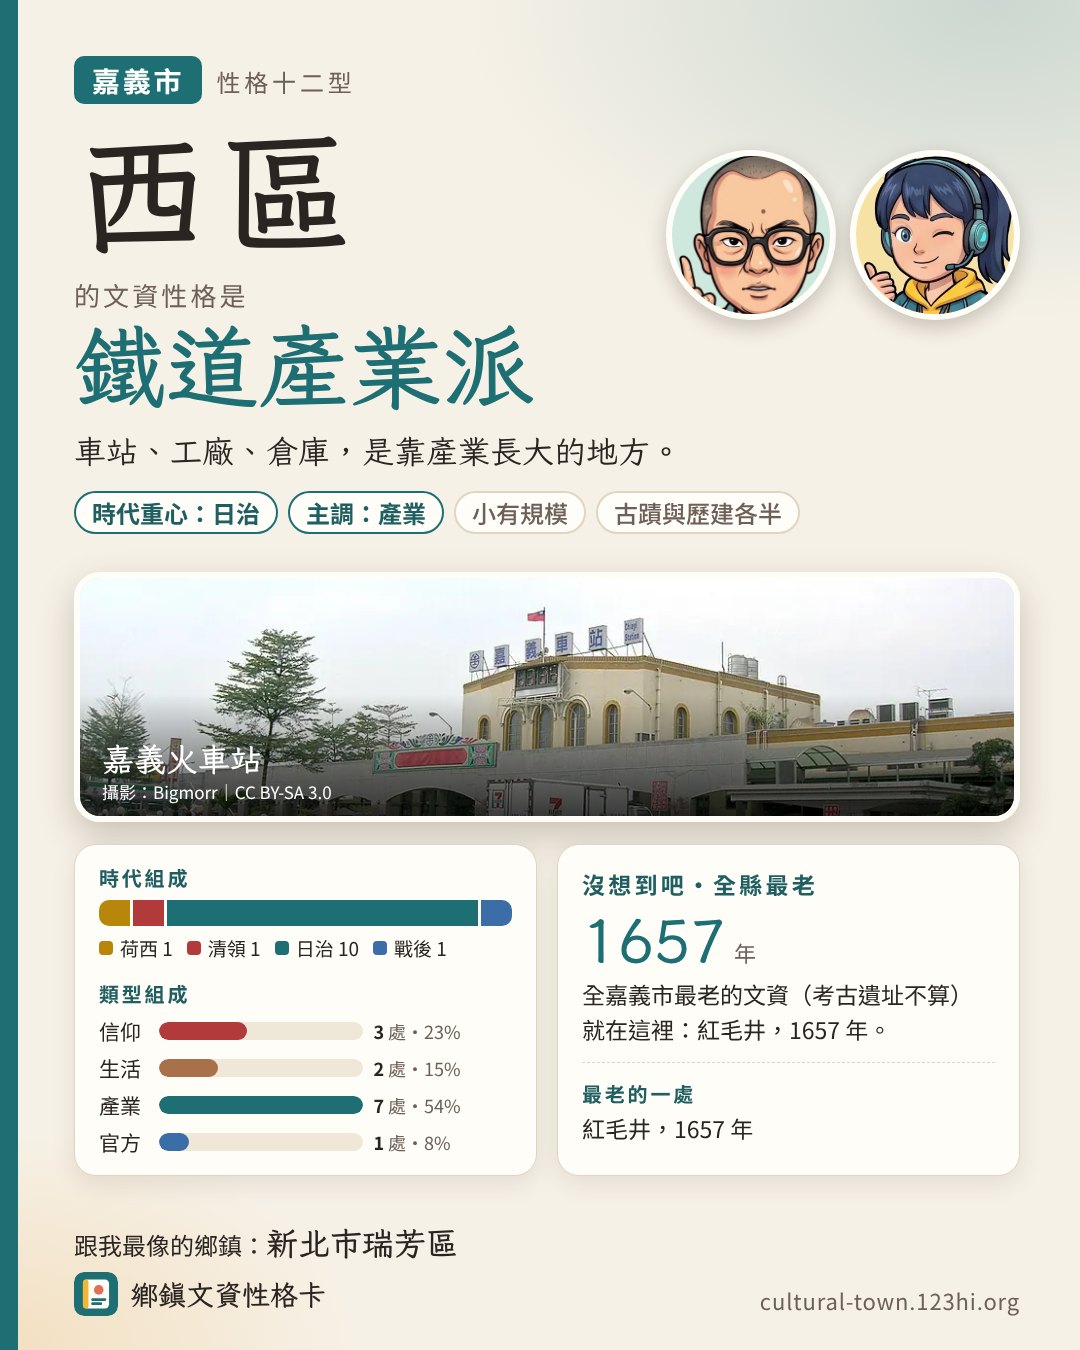 嘉義市 性格十二型
西區
的文資性格是
鐵道產業派
車站、工廠、倉庫，是靠產業長大的地方。
時代重心：日治 主調：產業 小有規模 古蹟與歷建各半
嘉義車站 Chiayi Station
嘉義火車站
攝影：Bigmorr｜CC BY-SA 3.0
時代組成
荷西 1 清領 1 日治 10 戰後 1
類型組成
信仰 3 處・23%
生活 2 處・15%
產業 7 處・54%
官方 1 處・8%
沒想到吧・全縣最老
1657 年
全嘉義市最老的文資（考古遺址不算）
就在這裡：紅毛井，1657 年。
最老的一處
紅毛井，1657 年
跟我最像的鄉鎮：新北市瑞芳區
鄉鎮文資性格卡
cultural-town.123hi.org